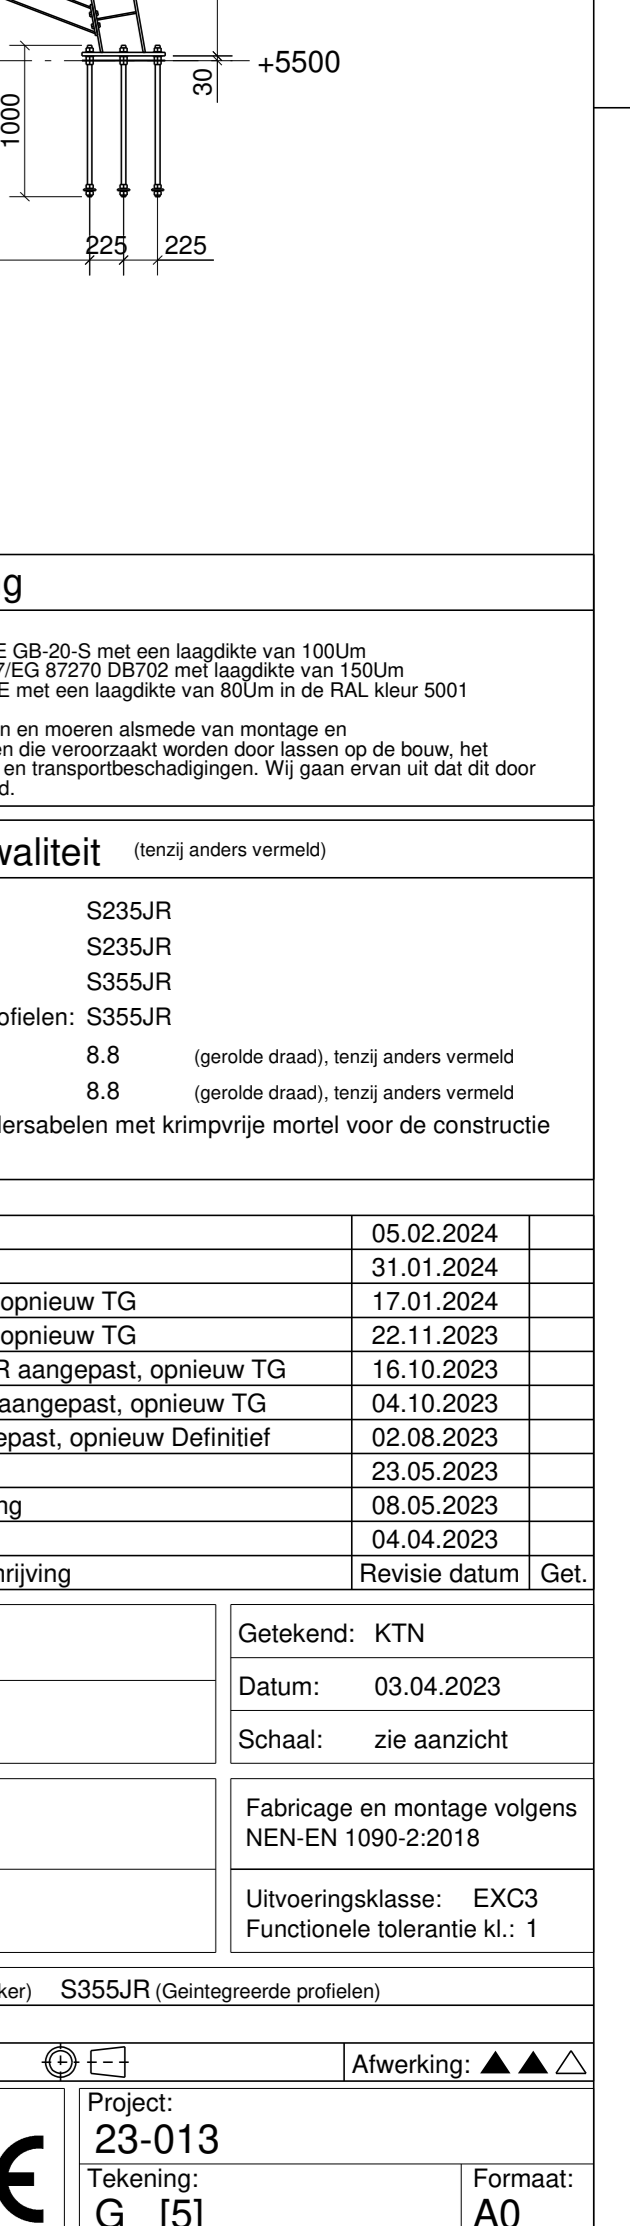 +5500
30
1000
225 225
g
E GB-20-S met een laagdikte van 100Um
7/EG 87270 DB702 met laagdikte van 150Um
E met een laagdikte van 80Um in de RAL kleur 5001
n en moeren alsmede van montage en
en die veroorzaakt worden door lassen op de bouw, het
en transportbeschadigingen. Wij gaan ervan uit dat dit door
d.
waliteit (tenzij anders vermeld)
S235JR
S235JR
S355JR
ofielen: S355JR
8.8 (gerolde draad), tenzij anders vermeld
8.8 (gerolde draad), tenzij anders vermeld
dersabelen met krimpvrije mortel voor de constructie
05.02.2024
31.01.2024
opnieuw TG 17.01.2024
opnieuw TG 22.11.2023
R aangepast, opnieuw TG 16.10.2023
aangepast, opnieuw TG 04.10.2023
epast, opnieuw Definitief 02.08.2023
23.05.2023
ng 08.05.2023
04.04.2023
hrijving Revisie datum Get.
Getekend: KTN
Datum: 03.04.2023
Schaal: zie aanzicht
Fabricage en montage volgens
NEN-EN 1090-2:2018
Uitvoeringsklasse: EXC3
Functionele tolerantie kl.: 1
ker) S355JR (Geintegreerde profielen)
Afwerking:
Project:
23-013
Tekening: Formaat:
G [5] A0